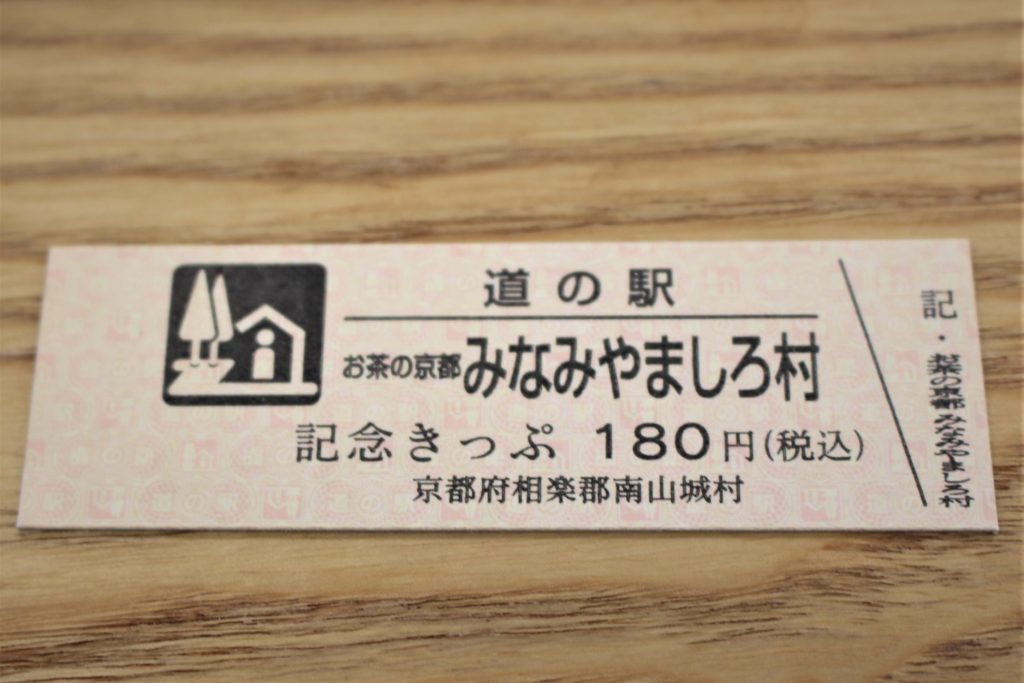 道の駅
お茶の京都 みなみやましろ村
記念きっぷ 180円(税込)
京都府相楽郡南山城村
記・お茶の京都 みなみやましろ村